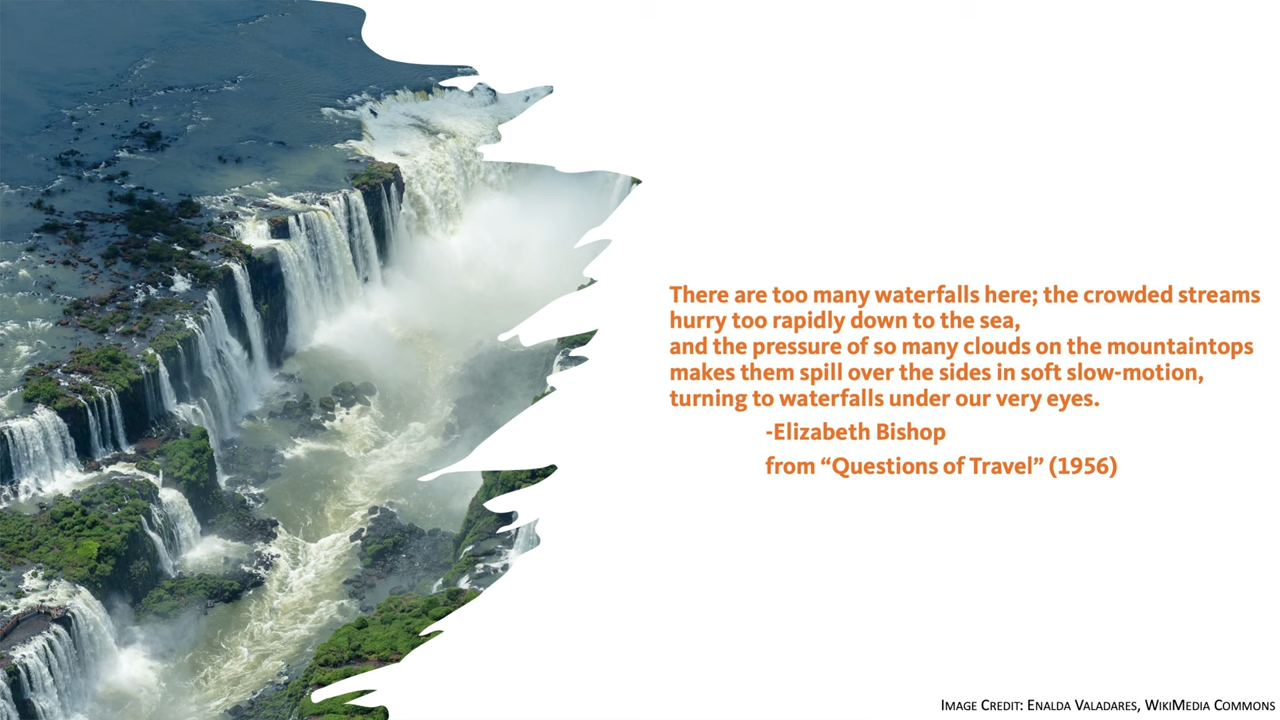 There are too many waterfalls here; the crowded streams
hurry too rapidly down to the sea,
and the pressure of so many clouds on the mountaintops
makes them spill over the sides in soft slow-motion,
turning to waterfalls under our very eyes.
-Elizabeth Bishop
from “Questions of Travel” (1956)
Image Credit: Enalda Valadares, WikiMedia Commons